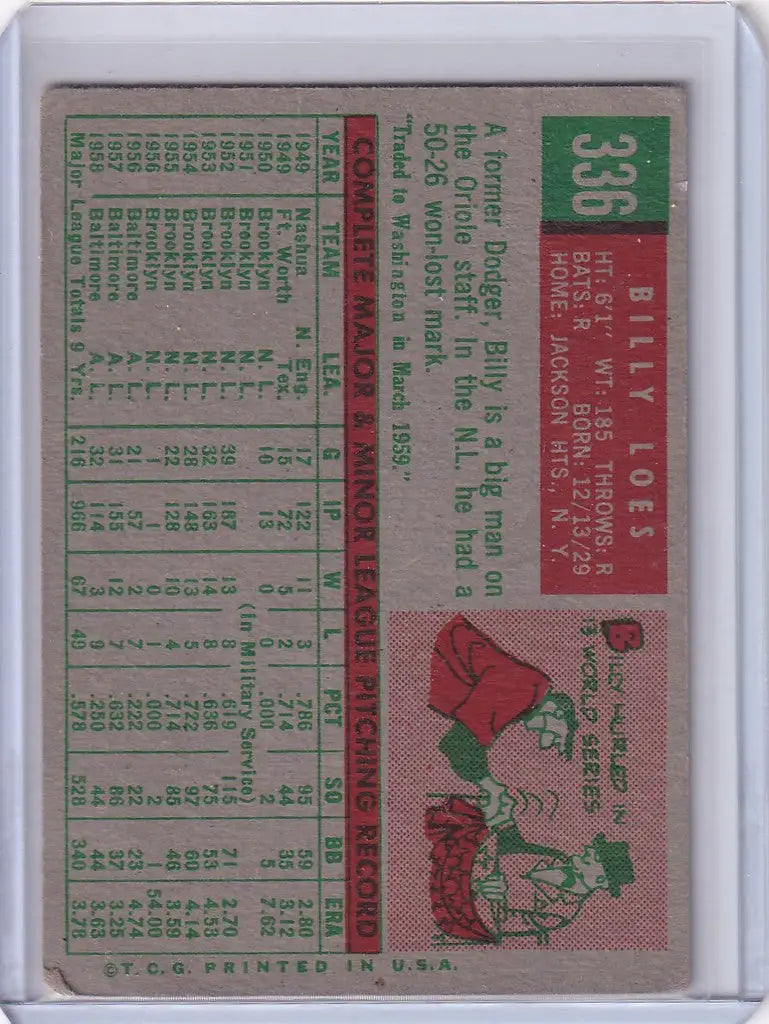 336
BILLY LOES
HT: 6'1" WT: 185 THROWS: R
BATS: R BORN: 12/13/29
HOME: JACKSON HTS., N. Y.
A former Dodger, Billy is a big man on
the Oriole staff. In the N.L. he had a
50-26 won-lost mark.
"Traded to Washington in March 1959."
BILLY HURLED IN
3 WORLD SERIES
COMPLETE MAJOR & MINOR LEAGUE PITCHING RECORD
YEAR TEAM LEA. G IP W L PCT SO BB ERA
1949 Nashua N. Eng. 17 122 11 3 .786 95 59 2.80
1949 Ft. Worth Tex. 15 72 5 2 .714 44 35 3.12
1950 Brooklyn N. L. 10 13 0 0 .000 2 5 7.62
1951 Brooklyn N. L. (in Military Service)
1952 Brooklyn N. L. 39 187 13 8 .619 115 71 2.70
1953 Brooklyn N. L. 32 163 14 8 .636 75 53 4.53
1954 Brooklyn N. L. 28 148 13 5 .722 97 60 4.14
1955 Brooklyn N. L. 22 128 10 4 .714 85 46 3.59
1956 Brooklyn N. L. 1 1 0 1 .000 2 1 54.00
1956 Baltimore A. L. 21 57 2 7 .222 22 23 4.74
1957 Baltimore A. L. 31 155 12 7 .632 86 37 3.25
1958 Baltimore A. L. 32 114 3 9 .250 44 44 3.63
Major League Totals 9 Yrs. 216 966 67 49 .578 528 340 3.78
©T.C.G. PRINTED IN U.S.A.